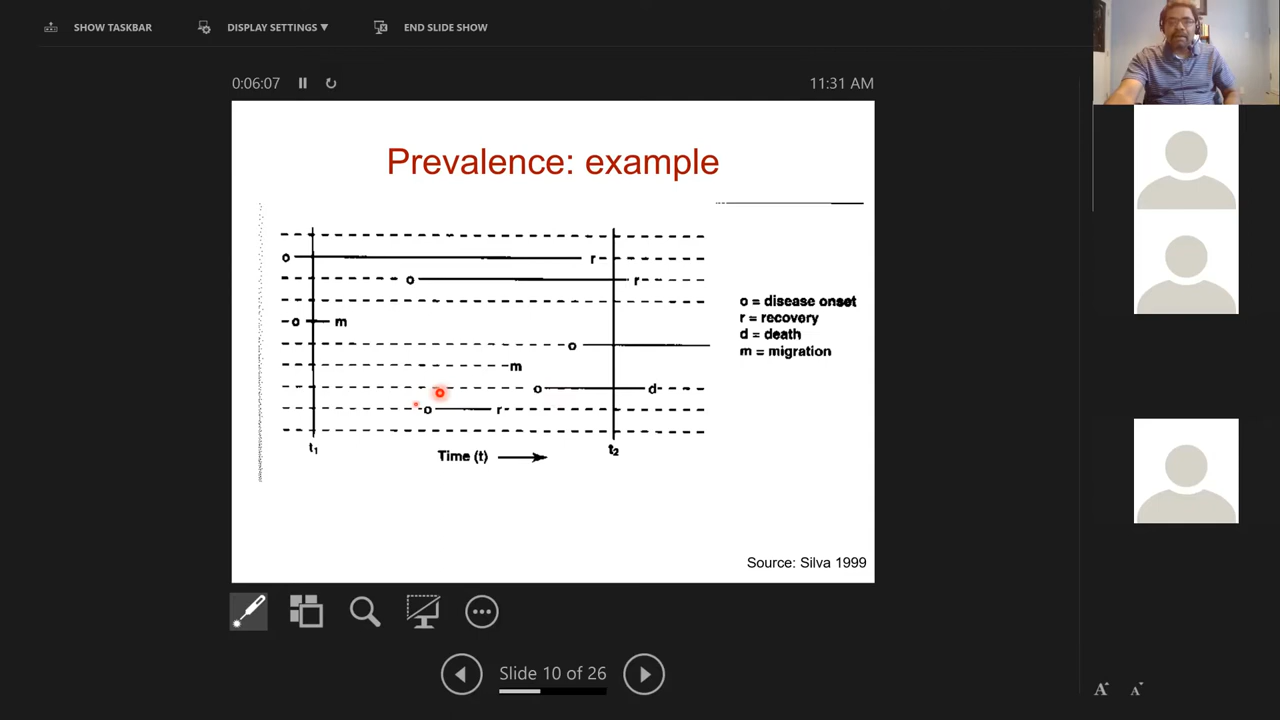 SHOW TASKBAR
DISPLAY SETTINGS ▼
END SLIDE SHOW
0:06:07
11:31 AM
Prevalence: example
o r
o r
o = disease onset
r = recovery
d = death
m = migration
o m
o
m
o d
o r
t1 t2
Time (t)
Source: Silva 1999
Slide 10 of 26
A A